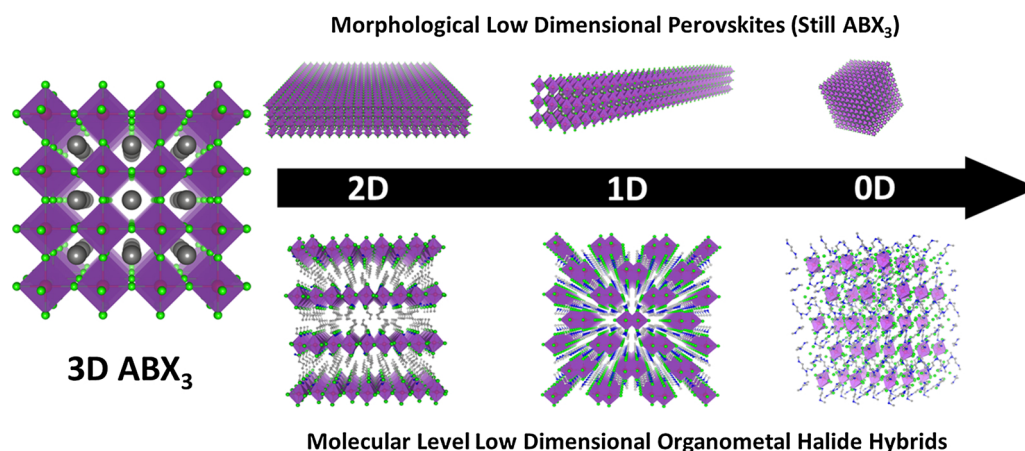 Morphological Low Dimensional Perovskites (Still ABX₃)
2D 1D 0D
3D ABX₃
Molecular Level Low Dimensional Organometal Halide Hybrids